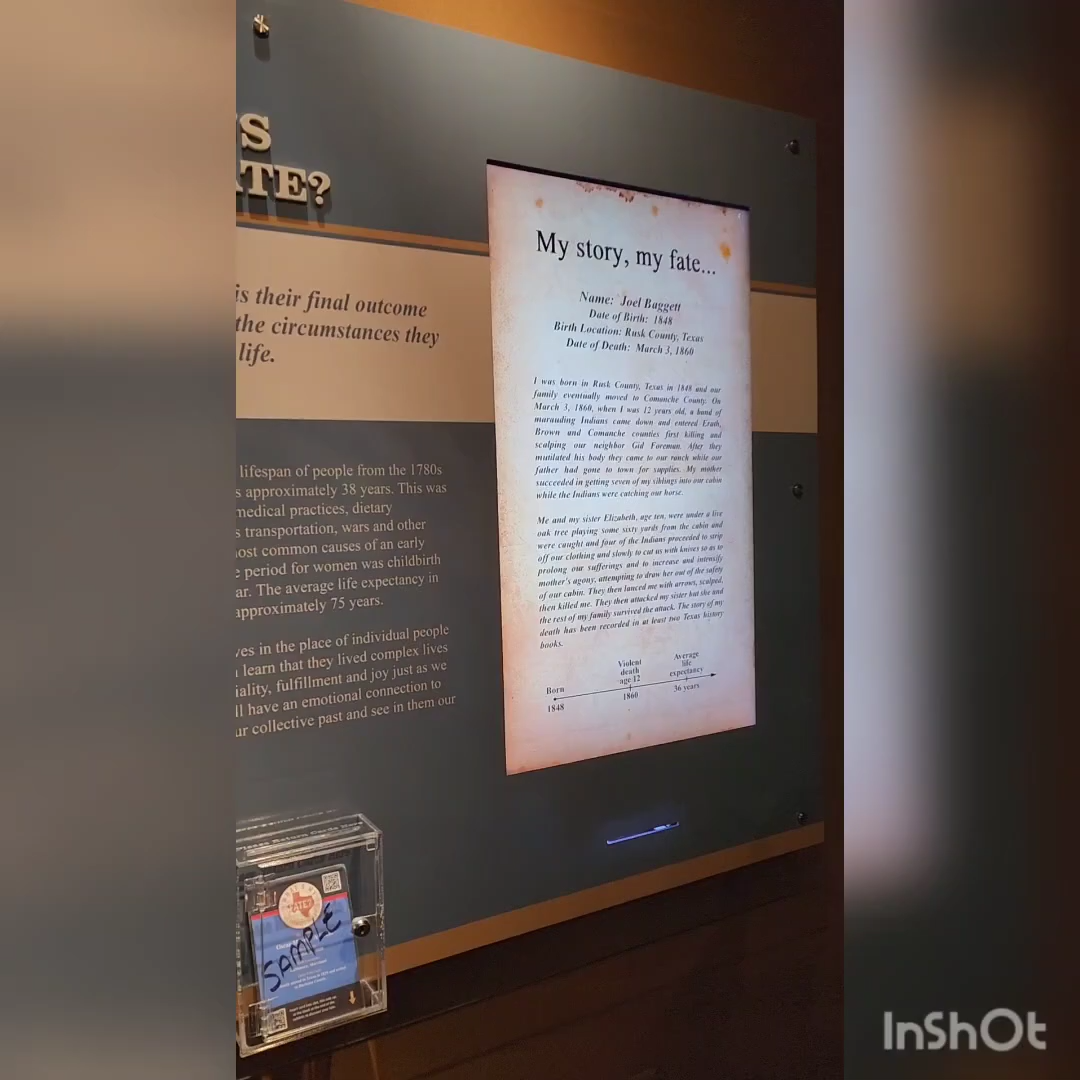 'S
ATE?
is their final outcome
the circumstances they
life.
lifespan of people from the 1780s
s approximately 38 years. This was
medical practices, dietary
s transportation, wars and other
ost common causes of an early
e period for women was childbirth
ar. The average life expectancy in
approximately 75 years.
ves in the place of individual people
learn that they lived complex lives
iality, fulfillment and joy just as we
ll have an emotional connection to
ur collective past and see in them our
My story, my fate...
Name: Joel Baggett
Date of Birth: 1848
Birth Location: Rusk County, Texas
Date of Death: March 3, 1860
I was born in Rusk County, Texas in 1848 and our
family eventually moved to Comanche County. On
March 3, 1860, when I was 12 years old, a band of
marauding Indians came down and entered Erath,
Brown and Comanche counties first killing and
scalping our neighbor Gid Foreman. After they
mutilated his body they came to our ranch while our
father had gone to town for supplies. My mother
succeeded in getting seven of my siblings into our cabin
while the Indians were catching our horse.
Me and my sister Elizabeth, age ten, were under a live
oak tree playing some sixty yards from the cabin and
were caught and four of the Indians proceeded to strip
off our clothing and slowly to cut us with knives so as to
prolong our sufferings and to increase and intensify
mother's agony, attempting to draw her out of the safety
of our cabin. They then lanced me with arrows, scalped,
then killed me. They then attacked my sister but she and
the rest of my family survived the attack. The story of my
death has been recorded in at least two Texas history
books.
Born
1848
Violent
death
age 12
1860
Average
life
expectancy
36 years
Please Return Cards Here
SAMPLE
InShOt